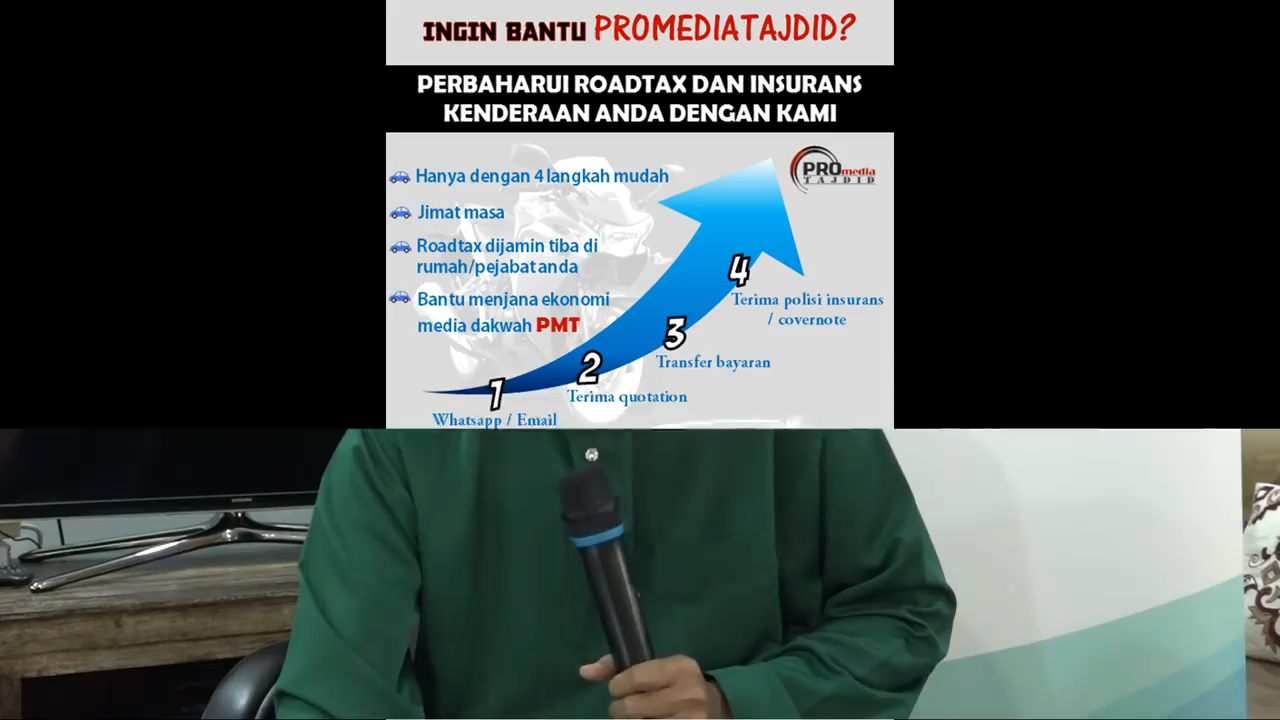 INGIN BANTU PROMEDIATAJDID?
PERBAHARUI ROADTAX DAN INSURANS
KENDERAAN ANDA DENGAN KAMI
PROmedia
TAJDID
Hanya dengan 4 langkah mudah
Jimat masa
Roadtax dijamin tiba di
rumah/pejabat anda
Bantu menjana ekonomi
media dakwah PMT
4
Terima polisi insurans
/ covernote
3
Transfer bayaran
2
Terima quotation
1
Whatsapp / Email
SAMSUNG